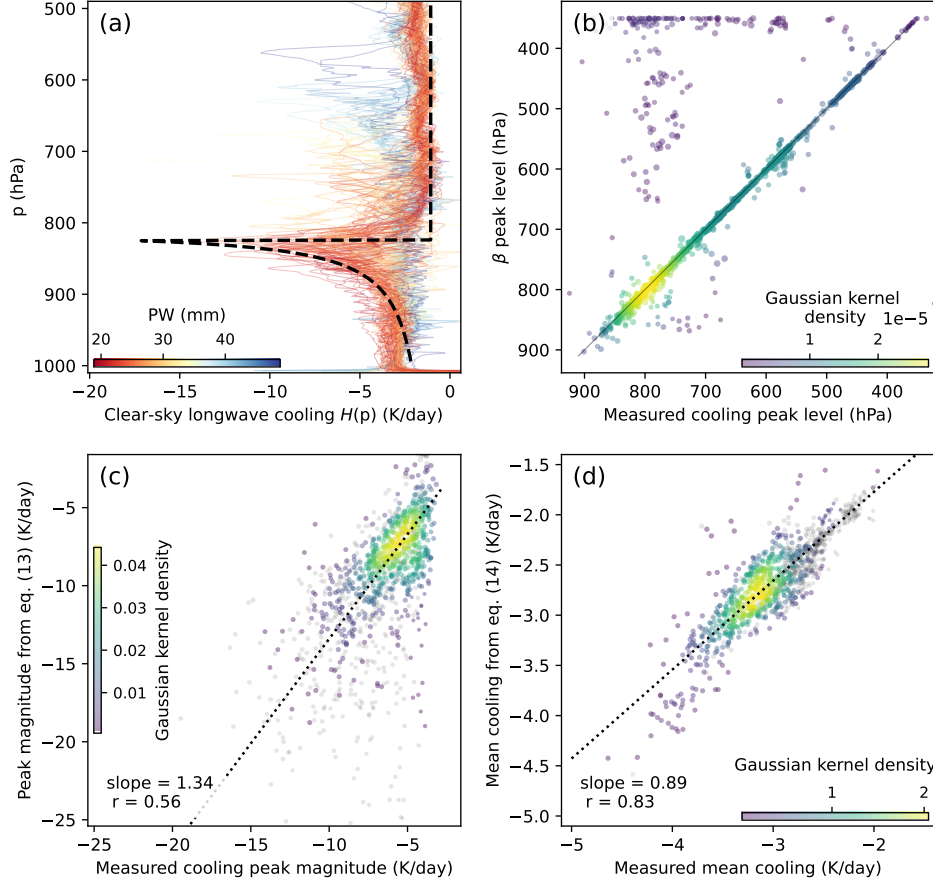 (a)
500
600
700
800
900
1000
p (hPa)
PW (mm)
20
30
40
−20
−15
−10
−5
0
Clear-sky longwave cooling H(p) (K/day)
(b)
400
500
600
700
800
900
β peak level (hPa)
Gaussian kernel
density
1e−5
1
2
900
800
700
600
500
400
Measured cooling peak level (hPa)
(c)
−5
−10
−15
−20
−25
Peak magnitude from eq. (13) (K/day)
0.04
0.03
0.02
0.01
Gaussian kernel density
slope = 1.34
r = 0.56
−25
−20
−15
−10
−5
Measured cooling peak magnitude (K/day)
(d)
−1.5
−2.0
−2.5
−3.0
−3.5
−4.0
−4.5
−5.0
Mean cooling from eq. (14) (K/day)
slope = 0.89
r = 0.83
Gaussian kernel density
1
2
−5
−4
−3
−2
Measured mean cooling (K/day)